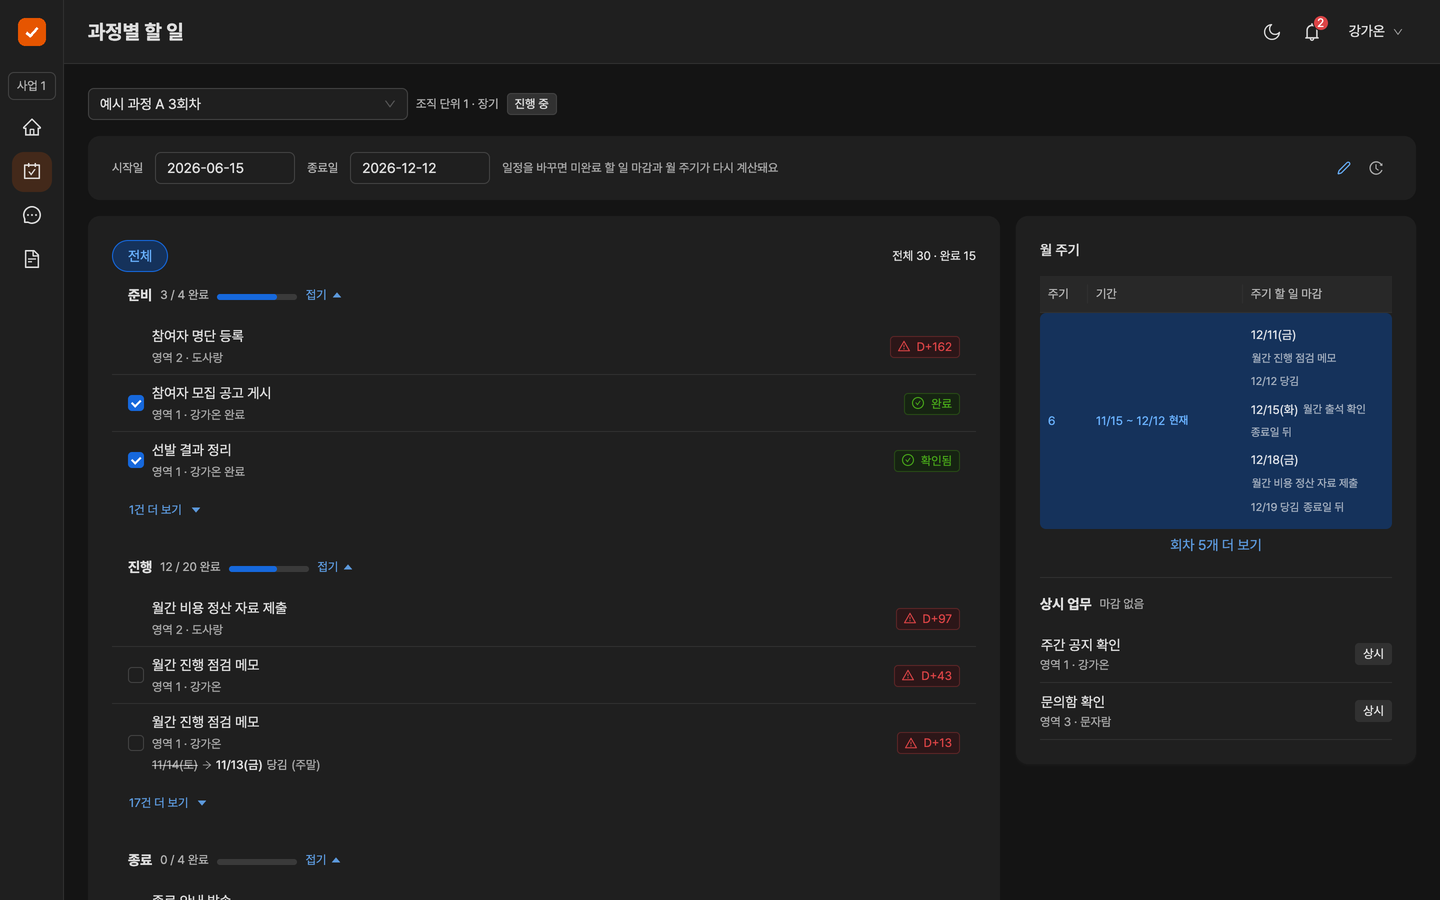 과정별 할 일
2
강가온
사업 1
예시 과정 A 3회차
조직 단위 1 · 장기
진행 중
시작일
2026-06-15
종료일
2026-12-12
일정을 바꾸면 미완료 할 일 마감과 월 주기가 다시 계산돼요
전체
전체 30 · 완료 15
준비 3 / 4 완료 접기
참여자 명단 등록
영역 2 · 도사랑
D+162
참여자 모집 공고 게시
영역 1 · 강가온 완료
완료
선발 결과 정리
영역 1 · 강가온 완료
확인됨
1건 더 보기
진행 12 / 20 완료 접기
월간 비용 정산 자료 제출
영역 2 · 도사랑
D+97
월간 진행 점검 메모
영역 1 · 강가온
D+43
월간 진행 점검 메모
영역 1 · 강가온
11/14(토) → 11/13(금) 당김 (주말)
D+13
17건 더 보기
종료 0 / 4 완료 접기
종료 안내 발송
월 주기
주기 기간 주기 할 일 마감
6
11/15 ~ 12/12 현재
12/11(금)
월간 진행 점검 메모
12/12 당김
12/15(화) 월간 출석 확인
종료일 뒤
12/18(금)
월간 비용 정산 자료 제출
12/19 당김 종료일 뒤
회차 5개 더 보기
상시 업무 마감 없음
주간 공지 확인
영역 1 · 강가온
상시
문의함 확인
영역 3 · 문자람
상시